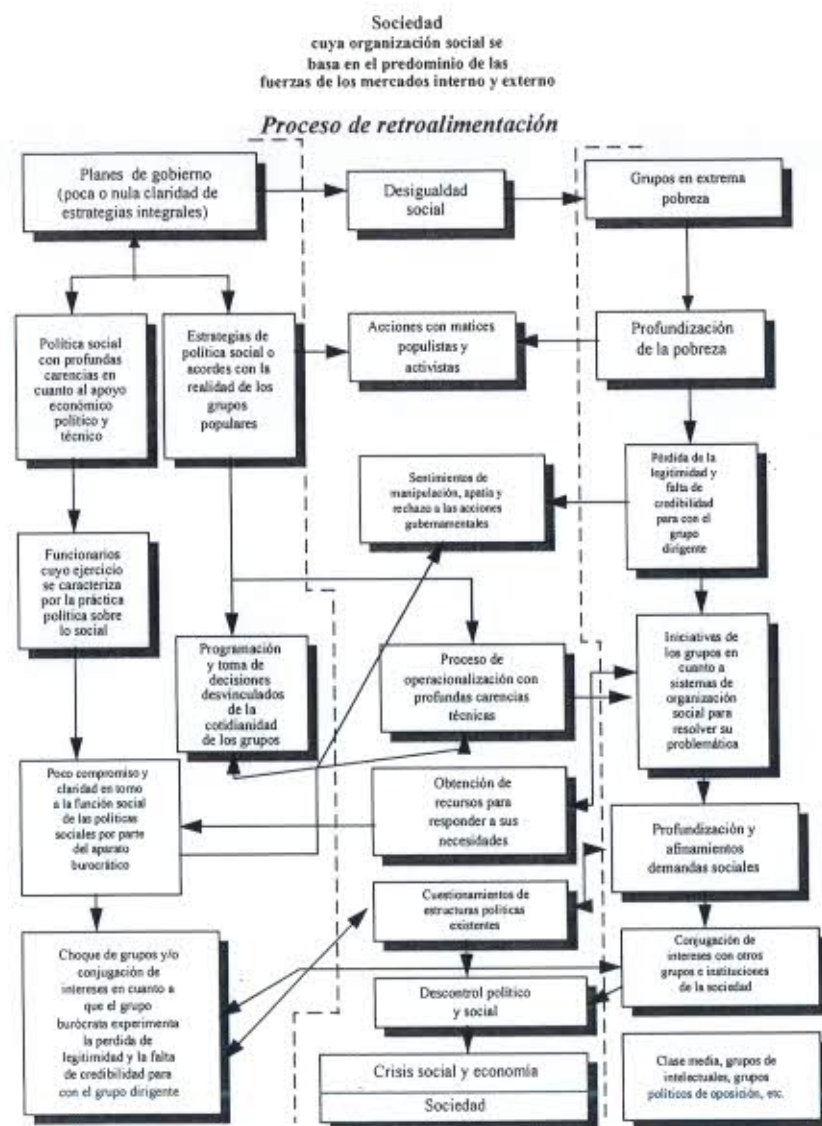 Sociedad
cuya organización social se
basa en el predominio de las
fuerzas de los mercados interno y externo
Proceso de retroalimentación
Planes de gobierno
(poca o nula claridad de
estrategias integrales)
Desigualdad
social
Grupos en extrema
pobreza
Política social
con profundas
carencias en
cuanto al apoyo
económico
político y
técnico
Estrategias de
política social o
acordes con la
realidad de los
grupos
populares
Acciones con matices
populistas y
activistas
Profundización
de la pobreza
Sentimientos de
manipulación, apatía y
rechazo a las acciones
gubernamentales
Pérdida de la
legitimidad y
falta de
credibilidad
para con el
grupo
dirigente
Funcionarios
cuyo ejercicio
se caracteriza
por la práctica
política sobre
lo social
Programación
y toma de
decisiones
desvinculados
de la
cotidianidad
de los grupos
Proceso de
operacionalización con
profundas carencias
técnicas
Iniciativas de
los grupos en
cuanto a
sistemas de
organización
social para
resolver su
problemática
Poco compromiso y
claridad en torno
a la función social
de las políticas
sociales por parte
del aparato
burocrático
Obtención de
recursos para
responder a sus
necesidades
Profundización y
afinamientos
demandas sociales
Cuestionamientos de
estructuras políticas
existentes
Choque de grupos y/o
conjugación de
intereses en cuanto a
que el grupo
burócrata experimenta
la perdida de
legitimidad y la falta
de credibilidad para
con el grupo dirigente
Conjugación de
intereses con otros
grupos e instituciones
de la sociedad
Descontrol político
y social
Crisis social y economía
Sociedad
Clase media, grupos de
intelectuales, grupos
políticos de oposición, etc.